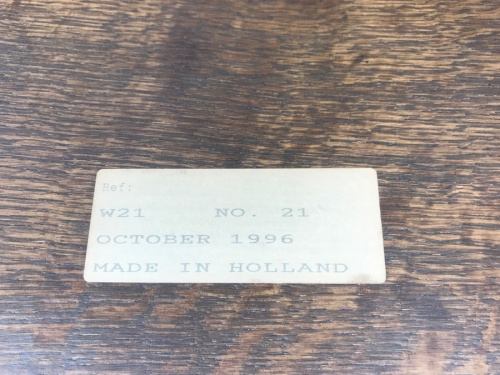 Ref:
W21 NO. 21
OCTOBER 1996
MADE IN HOLLAND